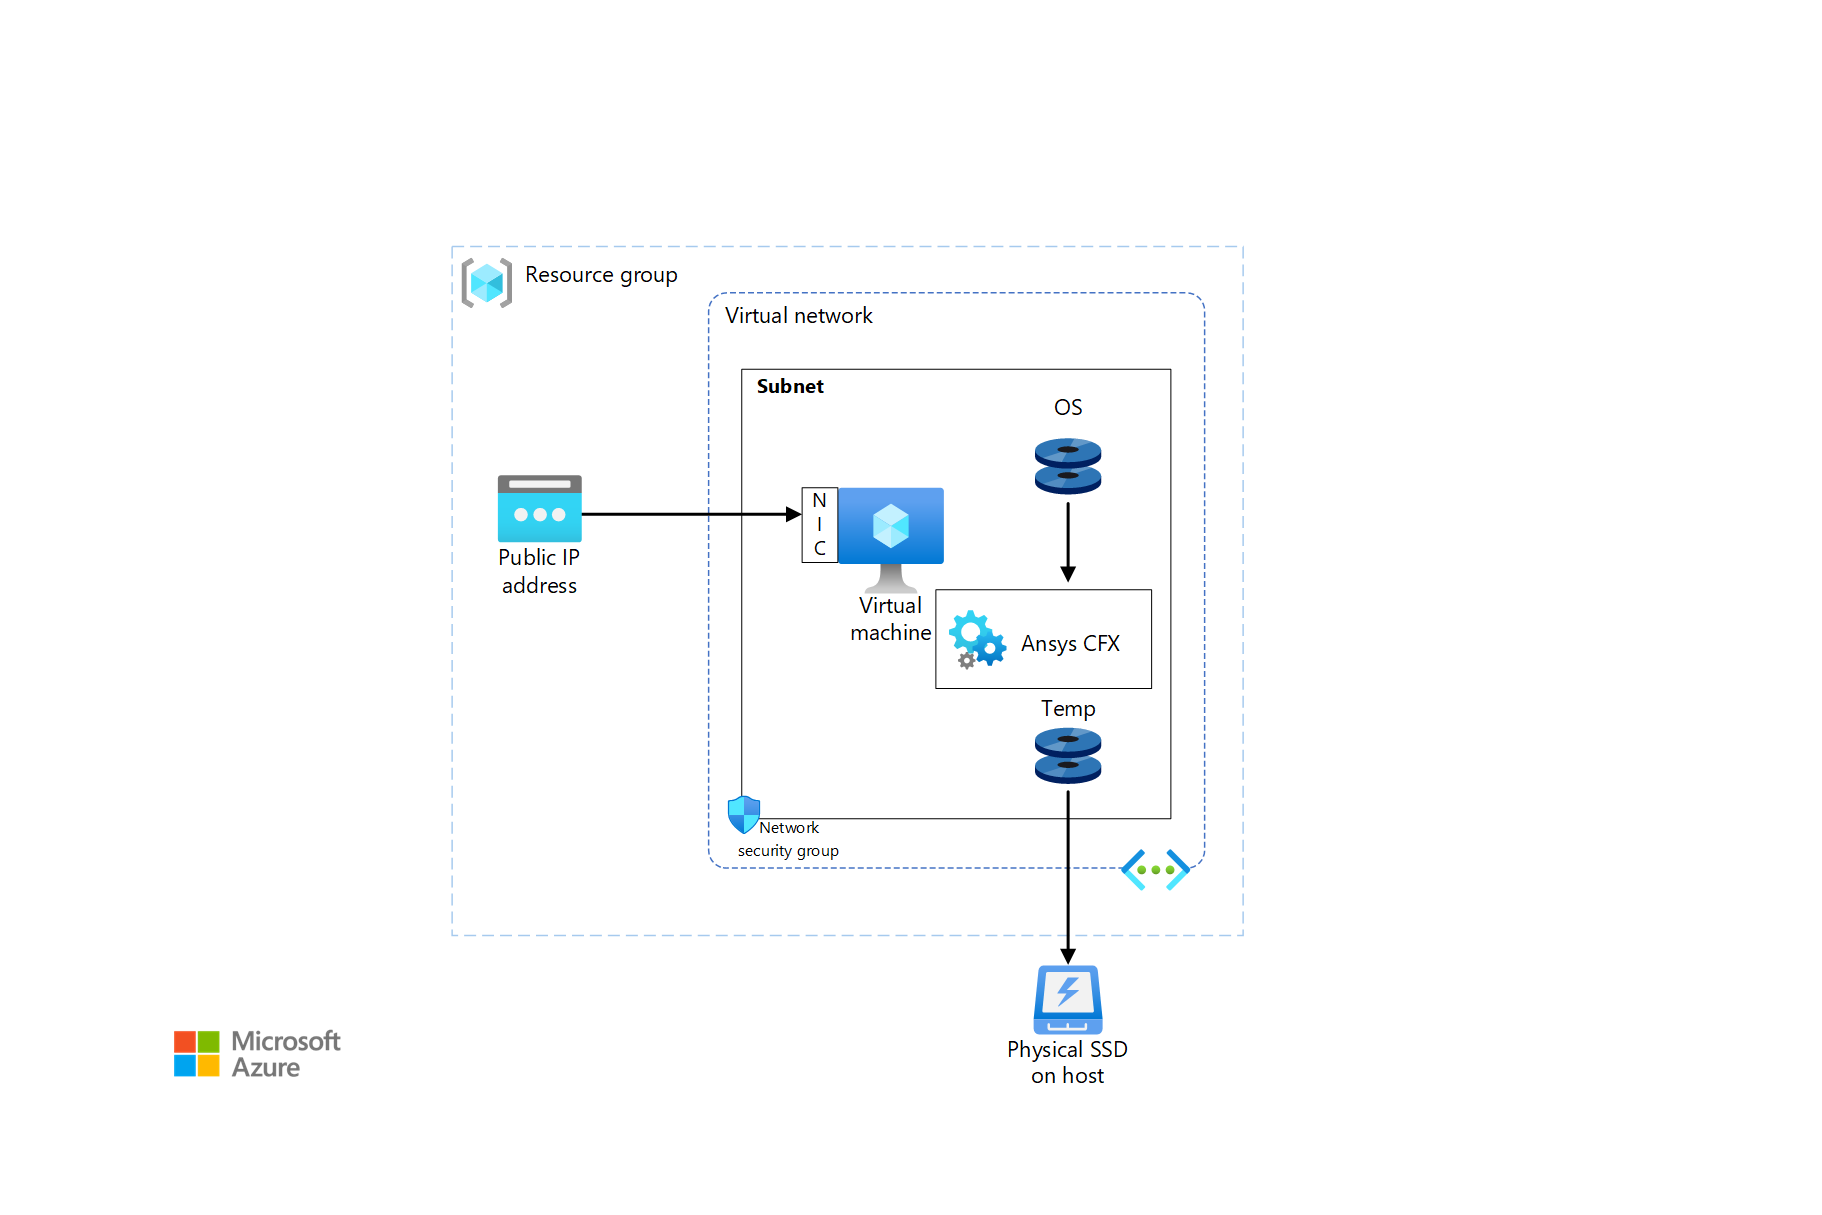 Resource group
Virtual network
Subnet
OS
N
I
C
Public IP
address
Virtual
machine
Ansys CFX
Temp
Network
security group
Physical SSD
on host
Microsoft
Azure